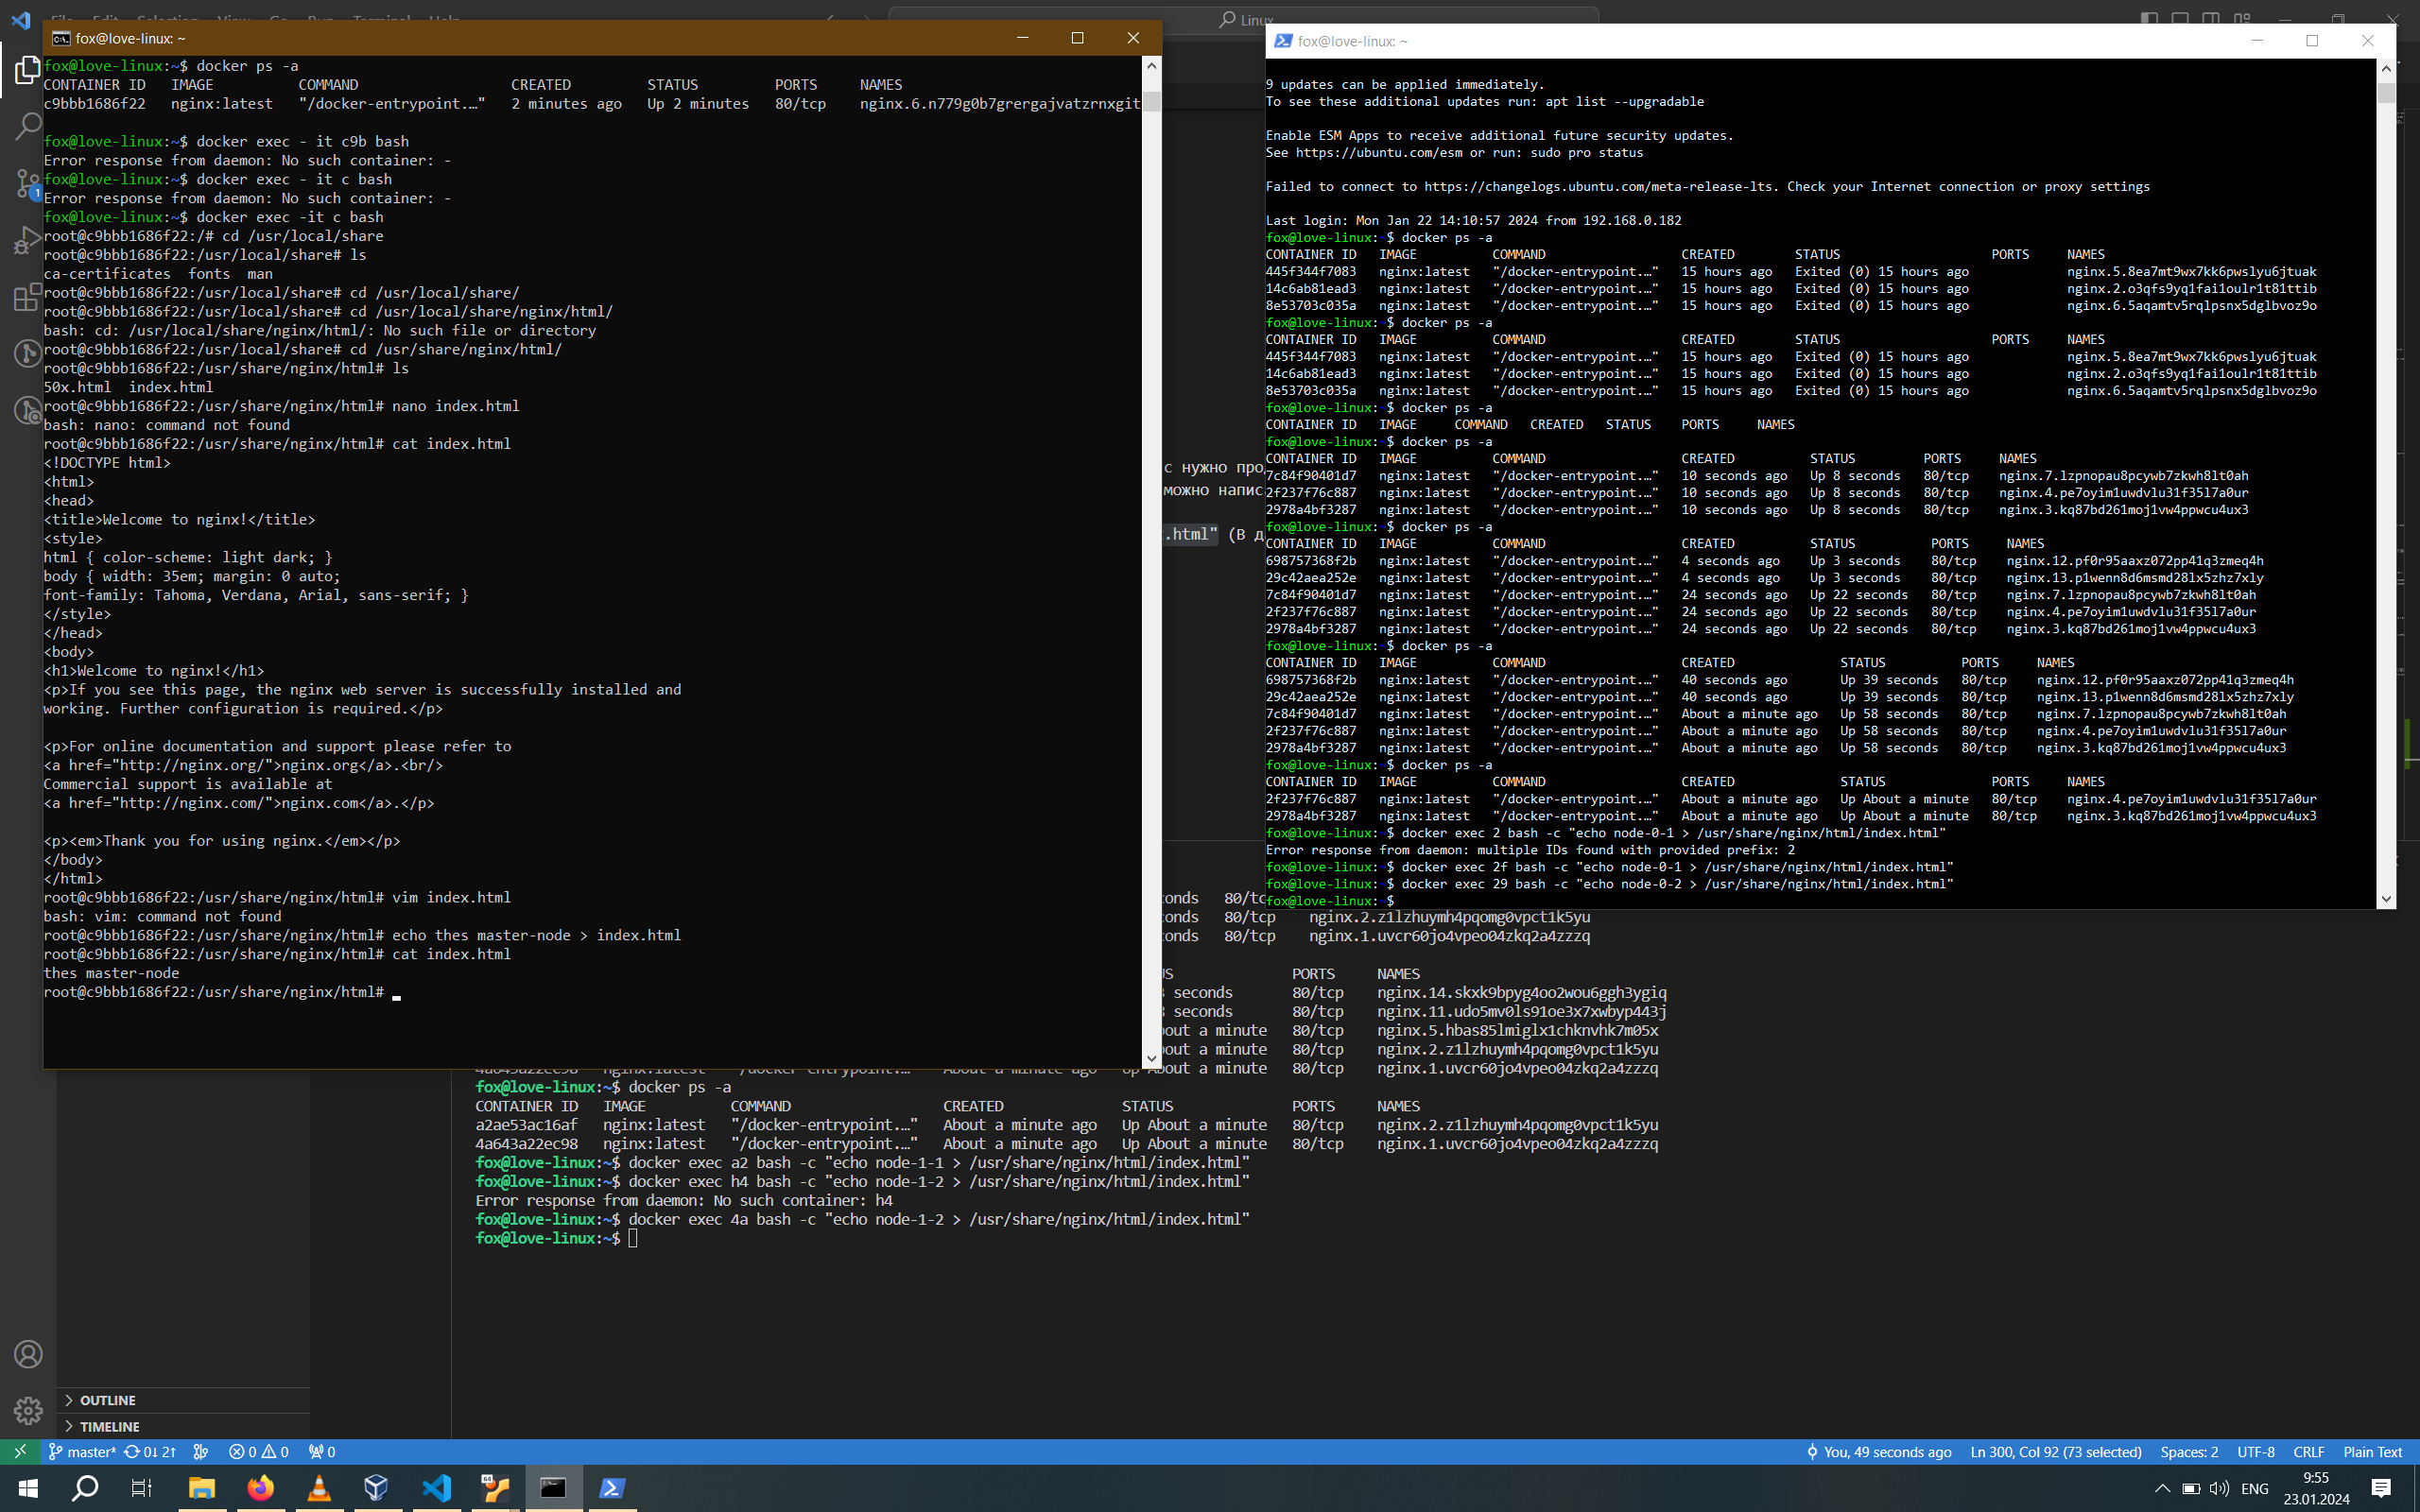 Linux
fox@love-linux: ~
fox@love-linux:~$ docker ps -a
CONTAINER ID   IMAGE          COMMAND                  CREATED         STATUS         PORTS     NAMES
c9bbb1686f22   nginx:latest   "/docker-entrypoint.…"   2 minutes ago   Up 2 minutes   80/tcp    nginx.6.n779g0b7grergajvatzrnxgit
fox@love-linux:~$ docker exec - it c9b bash
Error response from daemon: No such container: -
fox@love-linux:~$ docker exec - it c bash
Error response from daemon: No such container: -
fox@love-linux:~$ docker exec -it c bash
root@c9bbb1686f22:/# cd /usr/local/share
root@c9bbb1686f22:/usr/local/share# ls
ca-certificates  fonts  man
root@c9bbb1686f22:/usr/local/share# cd /usr/local/share/
root@c9bbb1686f22:/usr/local/share# cd /usr/local/share/nginx/html/
bash: cd: /usr/local/share/nginx/html/: No such file or directory
root@c9bbb1686f22:/usr/local/share# cd /usr/share/nginx/html/
root@c9bbb1686f22:/usr/share/nginx/html# ls
50x.html  index.html
root@c9bbb1686f22:/usr/share/nginx/html# nano index.html
bash: nano: command not found
root@c9bbb1686f22:/usr/share/nginx/html# cat index.html
<!DOCTYPE html>
<html>
<head>
<title>Welcome to nginx!</title>
<style>
html { color-scheme: light dark; }
body { width: 35em; margin: 0 auto;
font-family: Tahoma, Verdana, Arial, sans-serif; }
</style>
</head>
<body>
<h1>Welcome to nginx!</h1>
<p>If you see this page, the nginx web server is successfully installed and
working. Further configuration is required.</p>
<p>For online documentation and support please refer to
<a href="http://nginx.org/">nginx.org</a>.<br/>
Commercial support is available at
<a href="http://nginx.com/">nginx.com</a>.</p>
<p><em>Thank you for using nginx.</em></p>
</body>
</html>
root@c9bbb1686f22:/usr/share/nginx/html# vim index.html
bash: vim: command not found
root@c9bbb1686f22:/usr/share/nginx/html# echo thes master-node > index.html
root@c9bbb1686f22:/usr/share/nginx/html# cat index.html
thes master-node
root@c9bbb1686f22:/usr/share/nginx/html#
fox@love-linux: ~
9 updates can be applied immediately.
To see these additional updates run: apt list --upgradable
Enable ESM Apps to receive additional future security updates.
See https://ubuntu.com/esm or run: sudo pro status
Failed to connect to https://changelogs.ubuntu.com/meta-release-lts. Check your Internet connection or proxy settings
Last login: Mon Jan 22 14:10:57 2024 from 192.168.0.182
fox@love-linux:~$ docker ps -a
CONTAINER ID   IMAGE          COMMAND                  CREATED        STATUS                    PORTS     NAMES
445f344f7083   nginx:latest   "/docker-entrypoint.…"   15 hours ago   Exited (0) 15 hours ago             nginx.5.8ea7mt9wx7kk6pwslyu6jtuak
14c6ab81ead3   nginx:latest   "/docker-entrypoint.…"   15 hours ago   Exited (0) 15 hours ago             nginx.2.o3qfs9yq1fai1oulr1t81ttib
8e53703c035a   nginx:latest   "/docker-entrypoint.…"   15 hours ago   Exited (0) 15 hours ago             nginx.6.5aqamtv5rqlpsnx5dglbvoz9o
fox@love-linux:~$ docker ps -a
CONTAINER ID   IMAGE          COMMAND                  CREATED        STATUS                    PORTS     NAMES
445f344f7083   nginx:latest   "/docker-entrypoint.…"   15 hours ago   Exited (0) 15 hours ago             nginx.5.8ea7mt9wx7kk6pwslyu6jtuak
14c6ab81ead3   nginx:latest   "/docker-entrypoint.…"   15 hours ago   Exited (0) 15 hours ago             nginx.2.o3qfs9yq1fai1oulr1t81ttib
8e53703c035a   nginx:latest   "/docker-entrypoint.…"   15 hours ago   Exited (0) 15 hours ago             nginx.6.5aqamtv5rqlpsnx5dglbvoz9o
fox@love-linux:~$ docker ps -a
CONTAINER ID   IMAGE     COMMAND   CREATED   STATUS    PORTS     NAMES
fox@love-linux:~$ docker ps -a
CONTAINER ID   IMAGE          COMMAND                  CREATED          STATUS         PORTS     NAMES
7c84f90401d7   nginx:latest   "/docker-entrypoint.…"   10 seconds ago   Up 8 seconds   80/tcp    nginx.7.lzpnopau8pcywb7zkwh8lt0ah
2f237f76c887   nginx:latest   "/docker-entrypoint.…"   10 seconds ago   Up 8 seconds   80/tcp    nginx.4.pe7oyim1uwdvlu31f35l7a0ur
2978a4bf3287   nginx:latest   "/docker-entrypoint.…"   10 seconds ago   Up 8 seconds   80/tcp    nginx.3.kq87bd261moj1vw4ppwcu4ux3
fox@love-linux:~$ docker ps -a
CONTAINER ID   IMAGE          COMMAND                  CREATED          STATUS          PORTS     NAMES
698757368f2b   nginx:latest   "/docker-entrypoint.…"   4 seconds ago    Up 3 seconds    80/tcp    nginx.12.pf0r95aaxz072pp41q3zmeq4h
29c42aea252e   nginx:latest   "/docker-entrypoint.…"   4 seconds ago    Up 3 seconds    80/tcp    nginx.13.p1wenn8d6msmd28lx5zhz7xly
7c84f90401d7   nginx:latest   "/docker-entrypoint.…"   24 seconds ago   Up 22 seconds   80/tcp    nginx.7.lzpnopau8pcywb7zkwh8lt0ah
2f237f76c887   nginx:latest   "/docker-entrypoint.…"   24 seconds ago   Up 22 seconds   80/tcp    nginx.4.pe7oyim1uwdvlu31f35l7a0ur
2978a4bf3287   nginx:latest   "/docker-entrypoint.…"   24 seconds ago   Up 22 seconds   80/tcp    nginx.3.kq87bd261moj1vw4ppwcu4ux3
fox@love-linux:~$ docker ps -a
CONTAINER ID   IMAGE          COMMAND                  CREATED              STATUS          PORTS     NAMES
698757368f2b   nginx:latest   "/docker-entrypoint.…"   40 seconds ago       Up 39 seconds   80/tcp    nginx.12.pf0r95aaxz072pp41q3zmeq4h
29c42aea252e   nginx:latest   "/docker-entrypoint.…"   40 seconds ago       Up 39 seconds   80/tcp    nginx.13.p1wenn8d6msmd28lx5zhz7xly
7c84f90401d7   nginx:latest   "/docker-entrypoint.…"   About a minute ago   Up 58 seconds   80/tcp    nginx.7.lzpnopau8pcywb7zkwh8lt0ah
2f237f76c887   nginx:latest   "/docker-entrypoint.…"   About a minute ago   Up 58 seconds   80/tcp    nginx.4.pe7oyim1uwdvlu31f35l7a0ur
2978a4bf3287   nginx:latest   "/docker-entrypoint.…"   About a minute ago   Up 58 seconds   80/tcp    nginx.3.kq87bd261moj1vw4ppwcu4ux3
fox@love-linux:~$ docker ps -a
CONTAINER ID   IMAGE          COMMAND                  CREATED              STATUS              PORTS     NAMES
2f237f76c887   nginx:latest   "/docker-entrypoint.…"   About a minute ago   Up About a minute   80/tcp    nginx.4.pe7oyim1uwdvlu31f35l7a0ur
2978a4bf3287   nginx:latest   "/docker-entrypoint.…"   About a minute ago   Up About a minute   80/tcp    nginx.3.kq87bd261moj1vw4ppwcu4ux3
fox@love-linux:~$ docker exec 2 bash -c "echo node-0-1 > /usr/share/nginx/html/index.html"
Error response from daemon: multiple IDs found with provided prefix: 2
fox@love-linux:~$ docker exec 2f bash -c "echo node-0-1 > /usr/share/nginx/html/index.html"
fox@love-linux:~$ docker exec 29 bash -c "echo node-0-2 > /usr/share/nginx/html/index.html"
fox@love-linux:~$
с нужно
можно
.html" (В
80/tcp    nginx.2.z1lzhuymh4pqomg0vpct1k5yu
80/tcp    nginx.1.uvcr60jo4vpeo04zkq2a4zzzq
PORTS     NAMES
seconds       80/tcp    nginx.14.skxk9bpyg4oo2wou6ggh3ygiq
seconds       80/tcp    nginx.11.udo5mv0ls91oe3x7xwbyp443j
a minute   80/tcp    nginx.5.hbas85lmiglx1chknvhk7m05x
a minute   80/tcp    nginx.2.z1lzhuymh4pqomg0vpct1k5yu
a minute   80/tcp    nginx.1.uvcr60jo4vpeo04zkq2a4zzzq
fox@love-linux:~$ docker ps -a
CONTAINER ID   IMAGE          COMMAND                  CREATED              STATUS              PORTS     NAMES
a2ae53ac16af   nginx:latest   "/docker-entrypoint.…"   About a minute ago   Up About a minute   80/tcp    nginx.2.z1lzhuymh4pqomg0vpct1k5yu
4a643a22ec98   nginx:latest   "/docker-entrypoint.…"   About a minute ago   Up About a minute   80/tcp    nginx.1.uvcr60jo4vpeo04zkq2a4zzzq
fox@love-linux:~$ docker exec a2 bash -c "echo node-1-1 > /usr/share/nginx/html/index.html"
fox@love-linux:~$ docker exec h4 bash -c "echo node-1-2 > /usr/share/nginx/html/index.html"
Error response from daemon: No such container: h4
fox@love-linux:~$ docker exec 4a bash -c "echo node-1-2 > /usr/share/nginx/html/index.html"
fox@love-linux:~$
1
OUTLINE
TIMELINE
master* 0↓ 2↑ 0 0 0
You, 49 seconds ago Ln 300, Col 92 (73 selected) Spaces: 2 UTF-8 CRLF Plain Text
ENG
9:55
23.01.2024